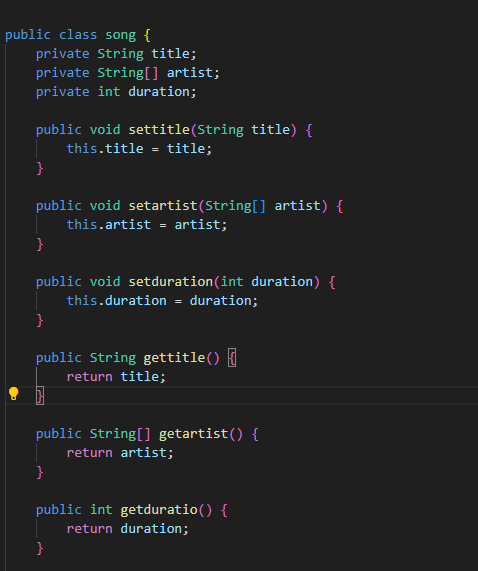 public class song {
    private String title;
    private String[] artist;
    private int duration;

    public void settitle(String title) {
        this.title = title;
    }

    public void setartist(String[] artist) {
        this.artist = artist;
    }

    public void setduration(int duration) {
        this.duration = duration;
    }

    public String gettitle() {
        return title;
    }

    public String[] getartist() {
        return artist;
    }

    public int getduratio() {
        return duration;
    }